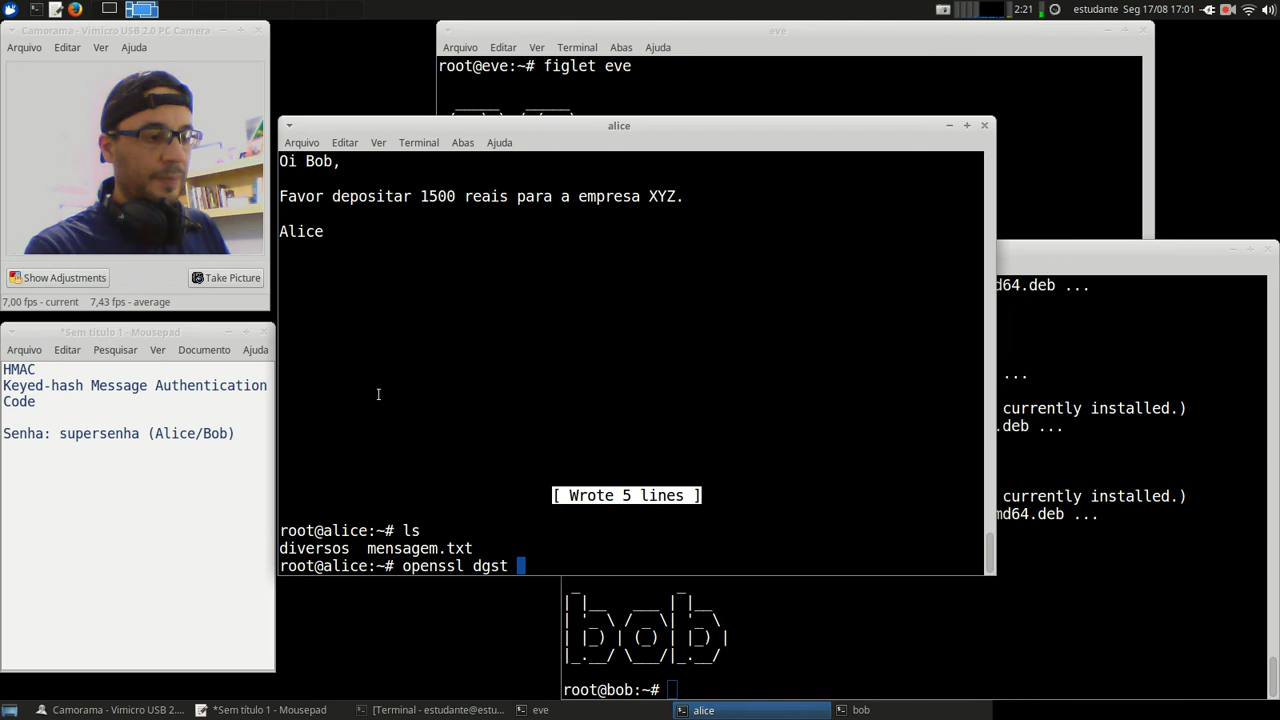 2:21
estudante Seg 17/08 17:01
Camorama - Vimicro USB 2.0 PC Camera
Arquivo Editar Ver Ajuda
Show Adjustments
Take Picture
7,00 fps - current 7,43 fps - average
*Sem título 1 - Mousepad
Arquivo Editar Pesquisar Ver Documento Ajuda
HMAC
Keyed-hash Message Authentication
Code
Senha: supersenha (Alice/Bob)
eve
Arquivo Editar Ver Terminal Abas Ajuda
root@eve:~# figlet eve
alice
Arquivo Editar Ver Terminal Abas Ajuda
Oi Bob,
Favor depositar 1500 reais para a empresa XYZ.
Alice
[ Wrote 5 lines ]
root@alice:~# ls
diversos mensagem.txt
root@alice:~# openssl dgst
md64.deb ...
...
currently installed.)
.deb ...
currently installed.)
md64.deb ...
bob
root@bob:~#
Camorama - Vimicro USB 2....
*Sem título 1 - Mousepad
[Terminal - estudante@estu...
eve
alice
bob